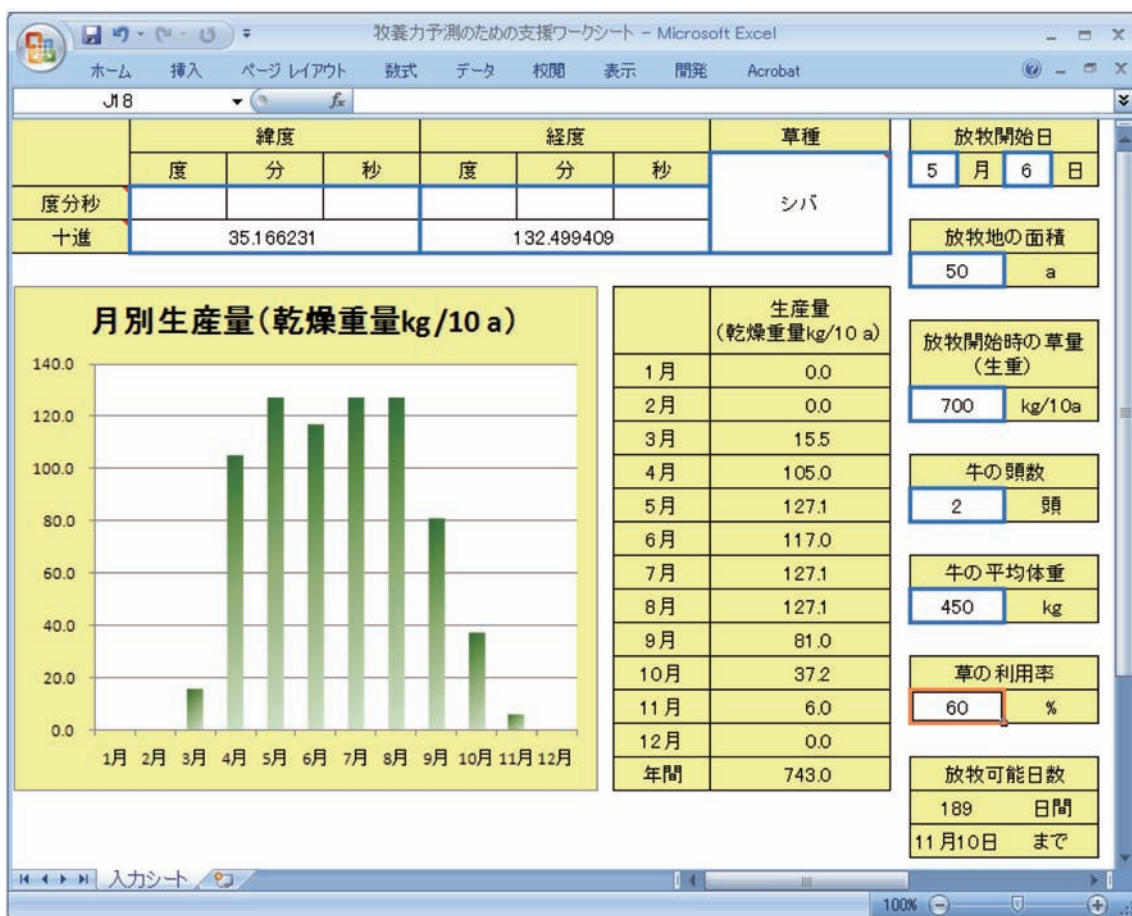 牧養力予測のための支援ワークシート - Microsoft Excel
ホーム 挿入 ページ レイアウト 数式 データ 校閲 表示 開発 Acrobat
J18 fx
緯度 経度 草種
度 分 秒 度 分 秒
度分秒
シバ
十進 35.166231 132.499409
放牧開始日
5 月 6 日
放牧地の面積
50 a
放牧開始時の草量
(生重)
700 kg/10a
牛の頭数
2 頭
牛の平均体重
450 kg
草の利用率
60 %
放牧可能日数
189 日間
11月10日 まで
月別生産量(乾燥重量kg/10 a)
140.0
120.0
100.0
80.0
60.0
40.0
20.0
0.0
1月 2月 3月 4月 5月 6月 7月 8月 9月 10月 11月 12月
生産量
(乾燥重量kg/10 a)
1月 0.0
2月 0.0
3月 15.5
4月 105.0
5月 127.1
6月 117.0
7月 127.1
8月 127.1
9月 81.0
10月 37.2
11月 6.0
12月 0.0
年間 743.0
入力シート
100%